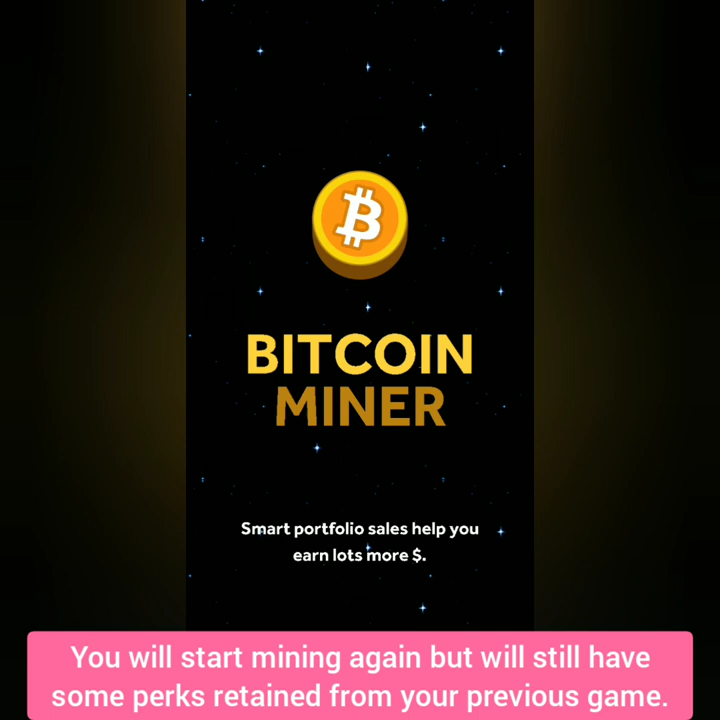 BITCOIN
MINER
Smart portfolio sales help you
earn lots more $.
You will start mining again but will still have
some perks retained from your previous game.